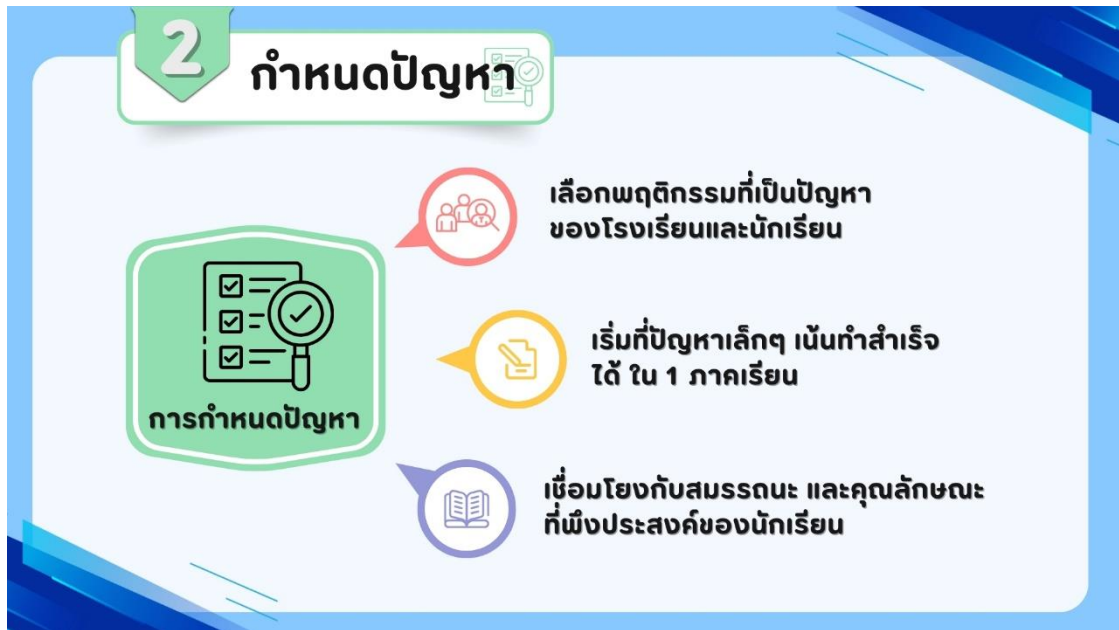 2
กำหนดปัญหา
เลือกพฤติกรรมที่เป็นปัญหา
ของโรงเรียนและนักเรียน
การกำหนดปัญหา
เริ่มที่ปัญหาเล็กๆ เน้นทำสำเร็จ
ได้ ใน 1 ภาคเรียน
เชื่อมโยงกับสมรรถนะ และคุณลักษณะ
ที่พึงประสงค์ของนักเรียน